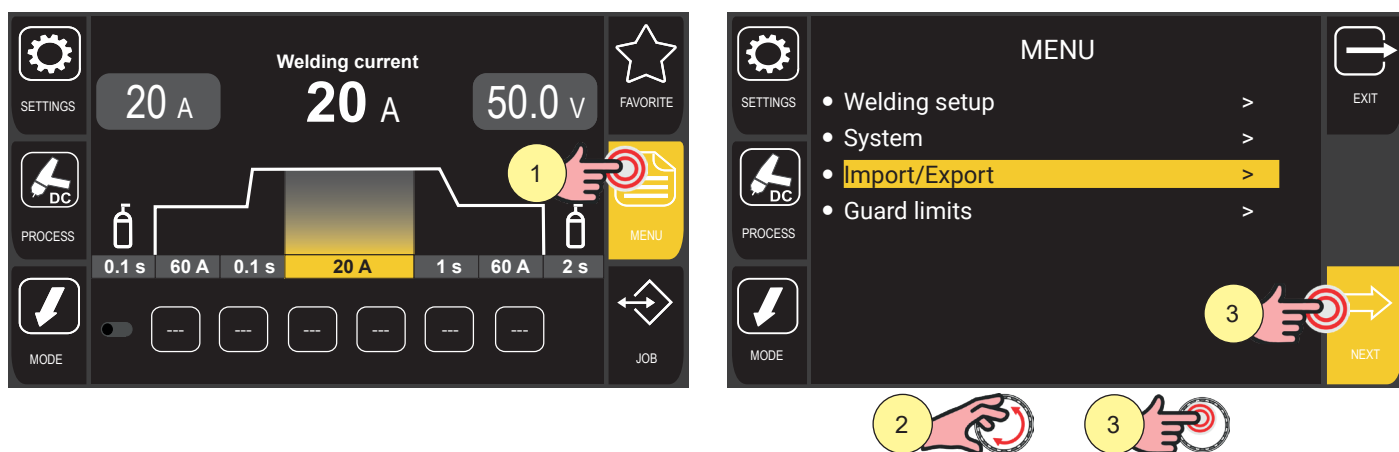 SETTINGS
PROCESS
MODE
DC
Welding current
20 A
20 A
50.0 V
1
0.1 s
60 A
0.1 s
20 A
1 s
60 A
2 s
---
---
---
---
---
---
FAVORITE
MENU
JOB
SETTINGS
PROCESS
MODE
DC
MENU
Welding setup >
System >
Import/Export >
Guard limits >
3
EXIT
NEXT
2
3